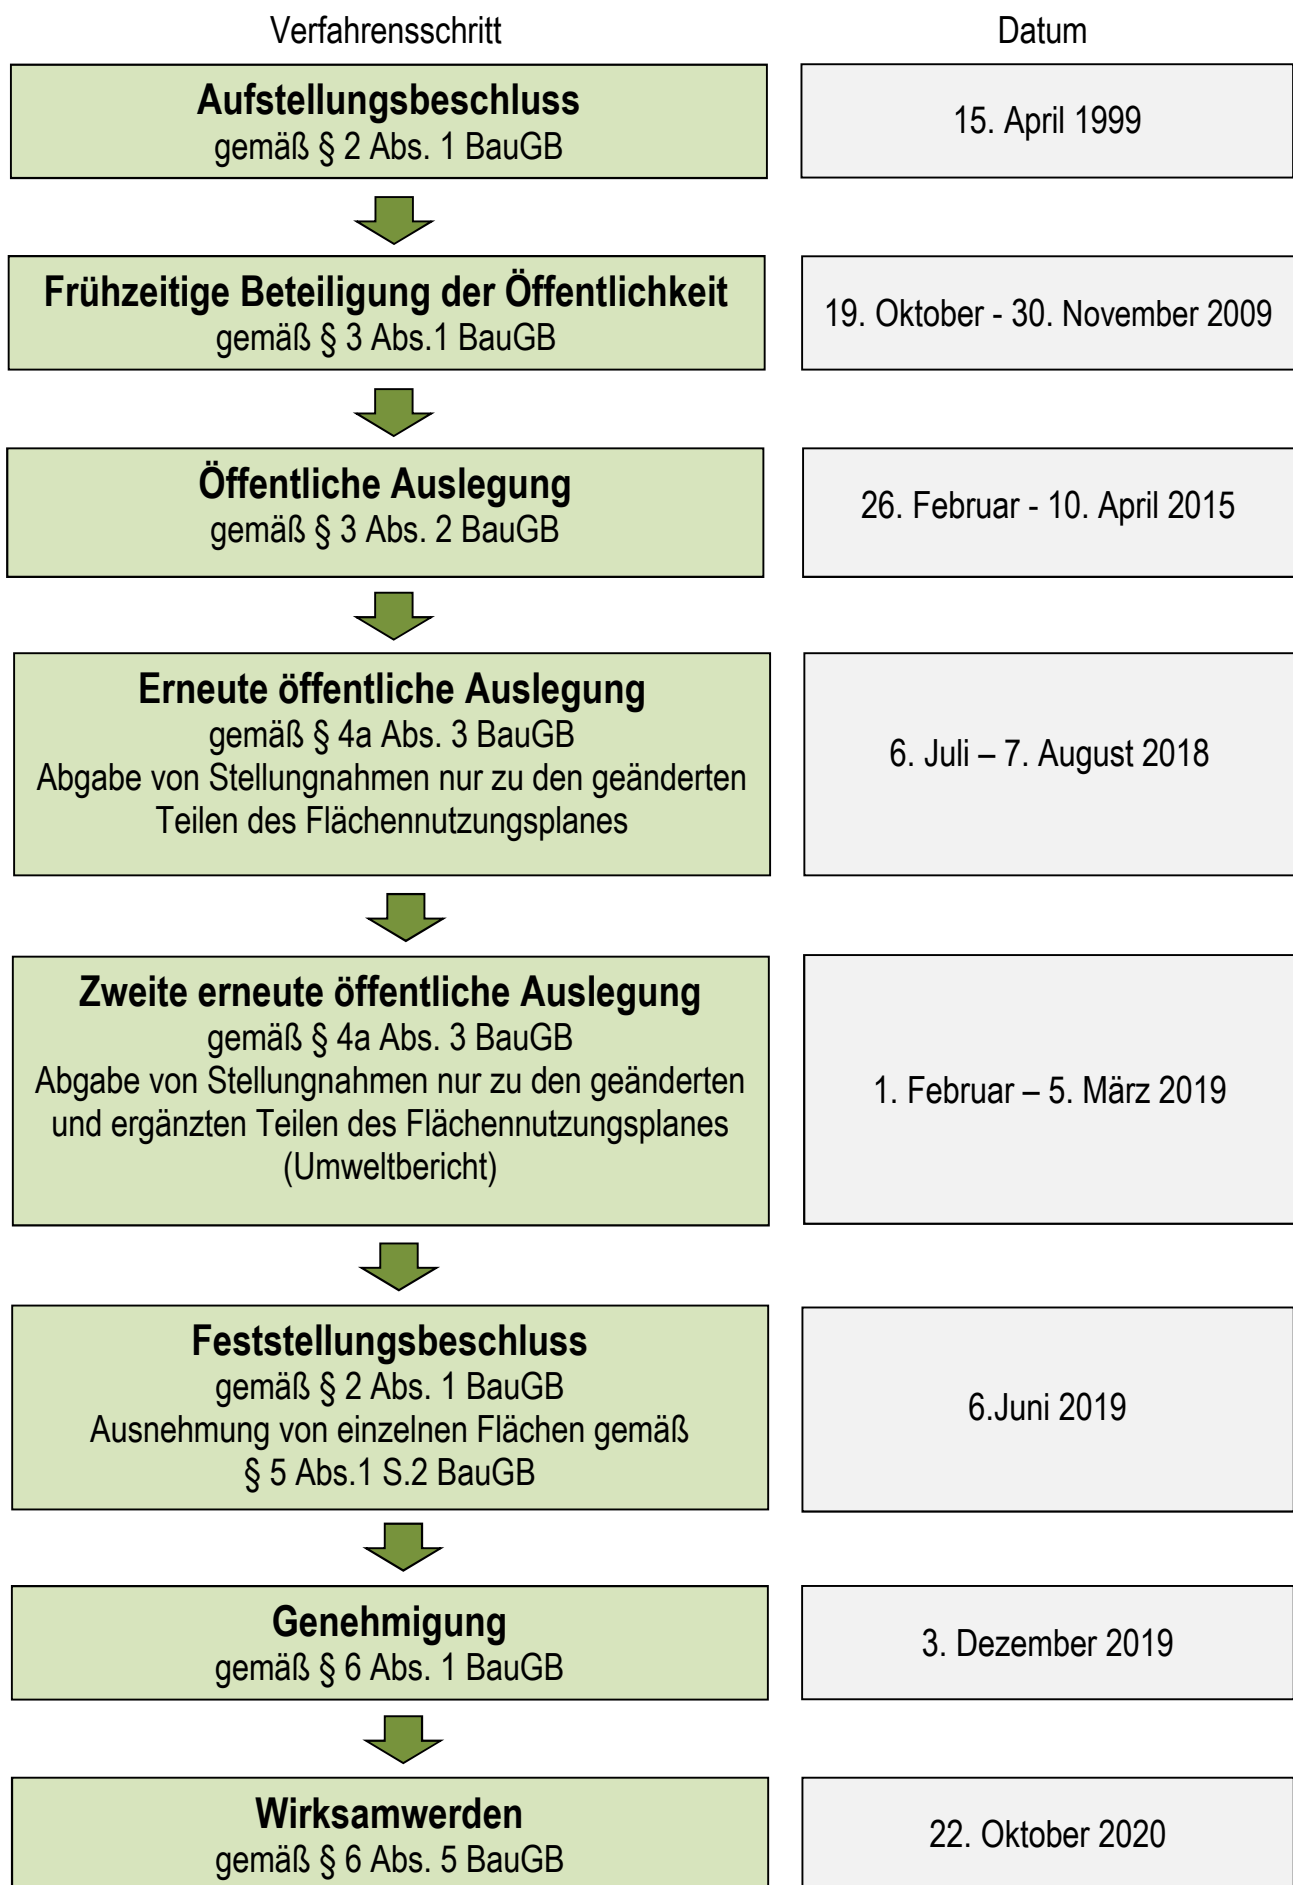 Verfahrensschritt Datum
Aufstellungsbeschluss
gemäß § 2 Abs. 1 BauGB
15. April 1999
Frühzeitige Beteiligung der Öffentlichkeit
gemäß § 3 Abs.1 BauGB
19. Oktober - 30. November 2009
Öffentliche Auslegung
gemäß § 3 Abs. 2 BauGB
26. Februar - 10. April 2015
Erneute öffentliche Auslegung
gemäß § 4a Abs. 3 BauGB
Abgabe von Stellungnahmen nur zu den geänderten
Teilen des Flächennutzungsplanes
6. Juli – 7. August 2018
Zweite erneute öffentliche Auslegung
gemäß § 4a Abs. 3 BauGB
Abgabe von Stellungnahmen nur zu den geänderten
und ergänzten Teilen des Flächennutzungsplanes
(Umweltbericht)
1. Februar – 5. März 2019
Feststellungsbeschluss
gemäß § 2 Abs. 1 BauGB
Ausnehmung von einzelnen Flächen gemäß
§ 5 Abs.1 S.2 BauGB
6.Juni 2019
Genehmigung
gemäß § 6 Abs. 1 BauGB
3. Dezember 2019
Wirksamwerden
gemäß § 6 Abs. 5 BauGB
22. Oktober 2020